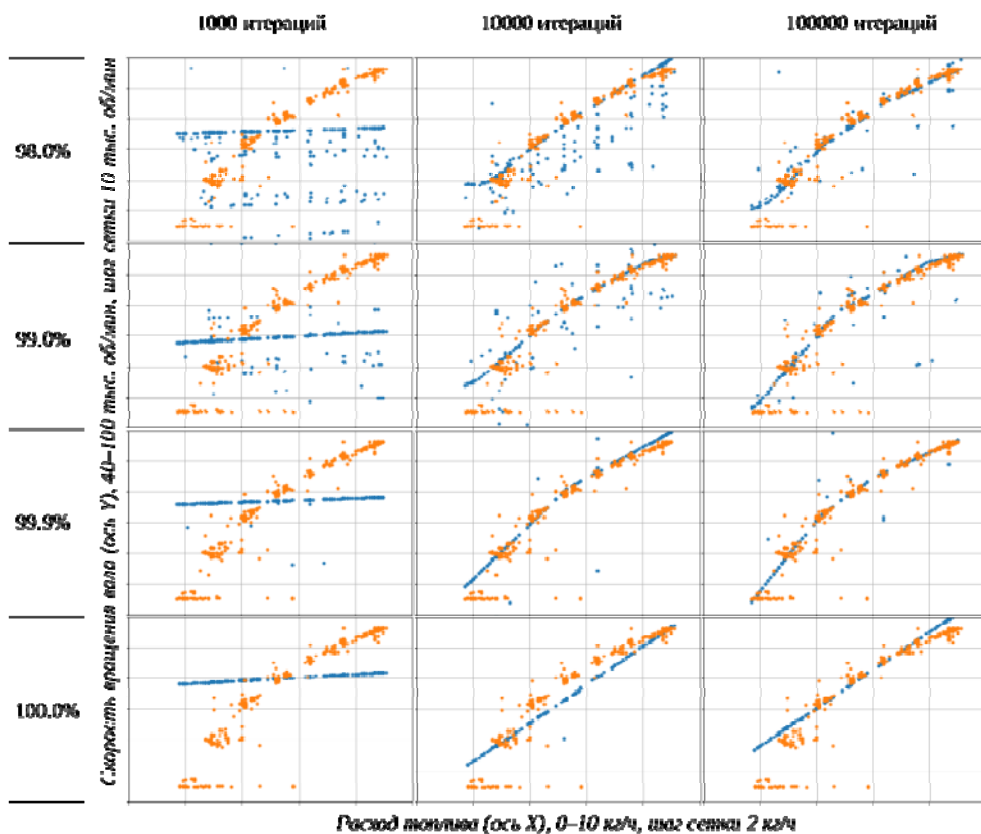 1000 итераций
10000 итераций
100000 итераций
98.0%
99.0%
99.9%
100.0%
Скорость вращения вала (ось Y), 40–100 тыс. об/мин, шаг сетки 10 тыс. об/мин
Расход топлива (ось X), 0–10 кг/ч, шаг сетки 2 кг/ч